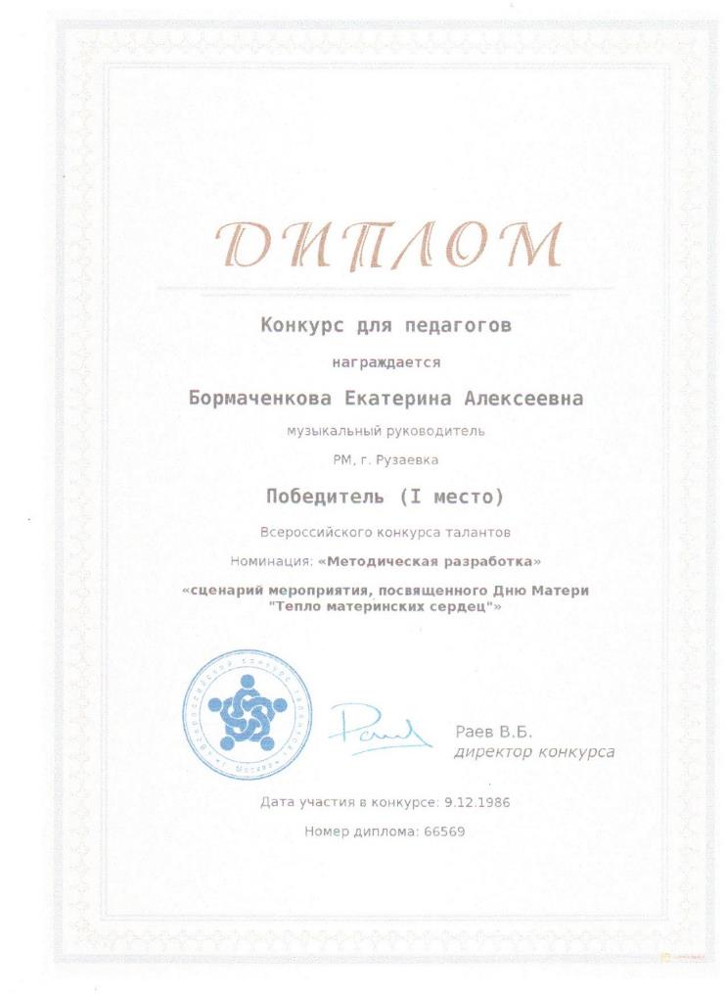 ДИПЛОМ
Конкурс для педагогов
награждается
Бормаченкова Екатерина Алексеевна
музыкальный руководитель
РМ, г. Рузаевка
Победитель (I место)
Всероссийского конкурса талантов
Номинация: «Методическая разработка»
«сценарий мероприятия, посвященного Дню Матери
"Тепло материнских сердец"»
«Всероссийский конкурс талантов»
г. Москва
Раев В.Б.
директор конкурса
Дата участия в конкурсе: 9.12.1986
Номер диплома: 66569